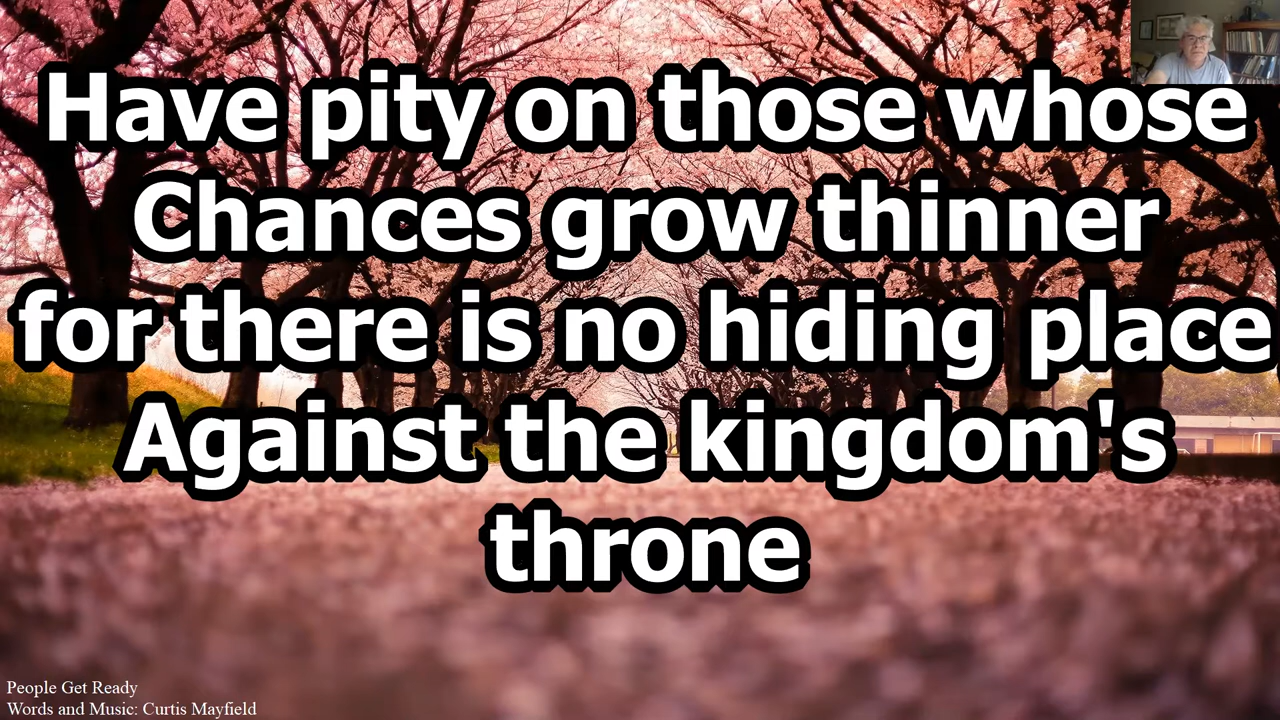 Have pity on those whose
Chances grow thinner
for there is no hiding place
Against the kingdom's
throne
People Get Ready
Words and Music: Curtis Mayfield